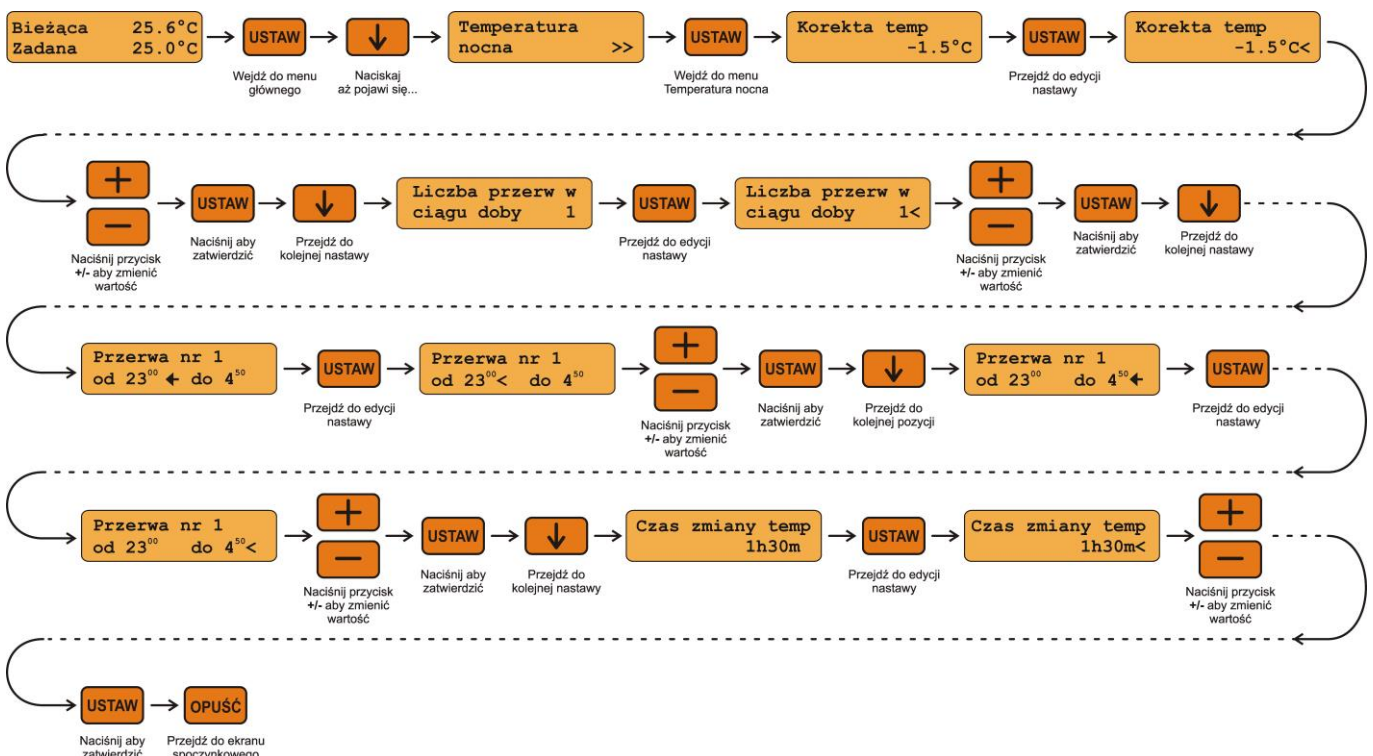 Bieżąca 25.6°C
Zadana 25.0°C
USTAW
Wejdź do menu
głównego
Naciskaj
aż pojawi się...
Temperatura
nocna >>
USTAW
Wejdź do menu
Temperatura nocna
Korekta temp
-1.5°C
USTAW
Przejdź do edycji
nastawy
Korekta temp
-1.5°C<
+
−
Naciśnij przycisk
+/- aby zmienić
wartość
USTAW
Naciśnij aby
zatwierdzić
Przejdź do
kolejnej nastawy
Liczba przerw w
ciągu doby 1
USTAW
Przejdź do edycji
nastawy
Liczba przerw w
ciągu doby 1<
+
−
Naciśnij przycisk
+/- aby zmienić
wartość
USTAW
Naciśnij aby
zatwierdzić
Przejdź do
kolejnej nastawy
Przerwa nr 1
od 23⁰⁰ ← do 4⁵⁰
USTAW
Przejdź do edycji
nastawy
Przerwa nr 1
od 23⁰⁰< do 4⁵⁰
+
−
Naciśnij przycisk
+/- aby zmienić
wartość
USTAW
Naciśnij aby
zatwierdzić
Przejdź do
kolejnej pozycji
Przerwa nr 1
od 23⁰⁰ do 4⁵⁰←
USTAW
Przejdź do edycji
nastawy
Przerwa nr 1
od 23⁰⁰ do 4⁵⁰<
+
−
Naciśnij przycisk
+/- aby zmienić
wartość
USTAW
Naciśnij aby
zatwierdzić
Przejdź do
kolejnej nastawy
Czas zmiany temp
1h30m
USTAW
Przejdź do edycji
nastawy
Czas zmiany temp
1h30m<
+
−
Naciśnij przycisk
+/- aby zmienić
wartość
USTAW
Naciśnij aby
zatwierdzić
OPUŚĆ
Przejdź do ekranu
spoczynkowego